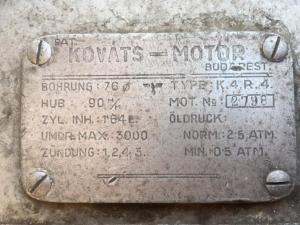 PAT.
KOVÁTS - MOTOR
BUDAPEST.
BOHRUNG: 76 ø TYPE: K.4.R.4.
HUB. 90 m/m MOT. No: 2798
ZYL. INH. 1'64 L. ÖLDRUCK:
UMDR. MAX. 3000 NORM: 2'5 ATM.
ZÜNDUNG: 1,2,4,3. MIN: 0'5 ATM.